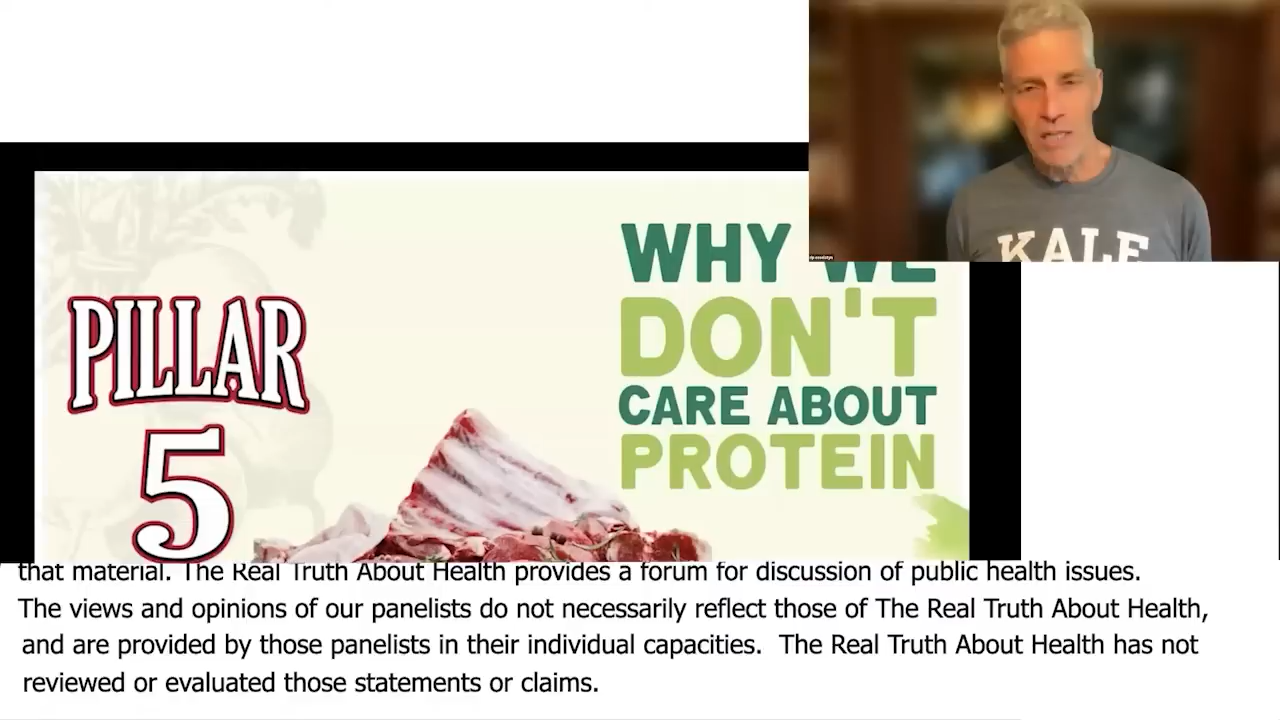 KALE
WHY WE
DON'T
CARE ABOUT
PROTEIN
PILLAR
5
that material. The Real Truth About Health provides a forum for discussion of public health issues.
The views and opinions of our panelists do not necessarily reflect those of The Real Truth About Health,
and are provided by those panelists in their individual capacities.  The Real Truth About Health has not
reviewed or evaluated those statements or claims.